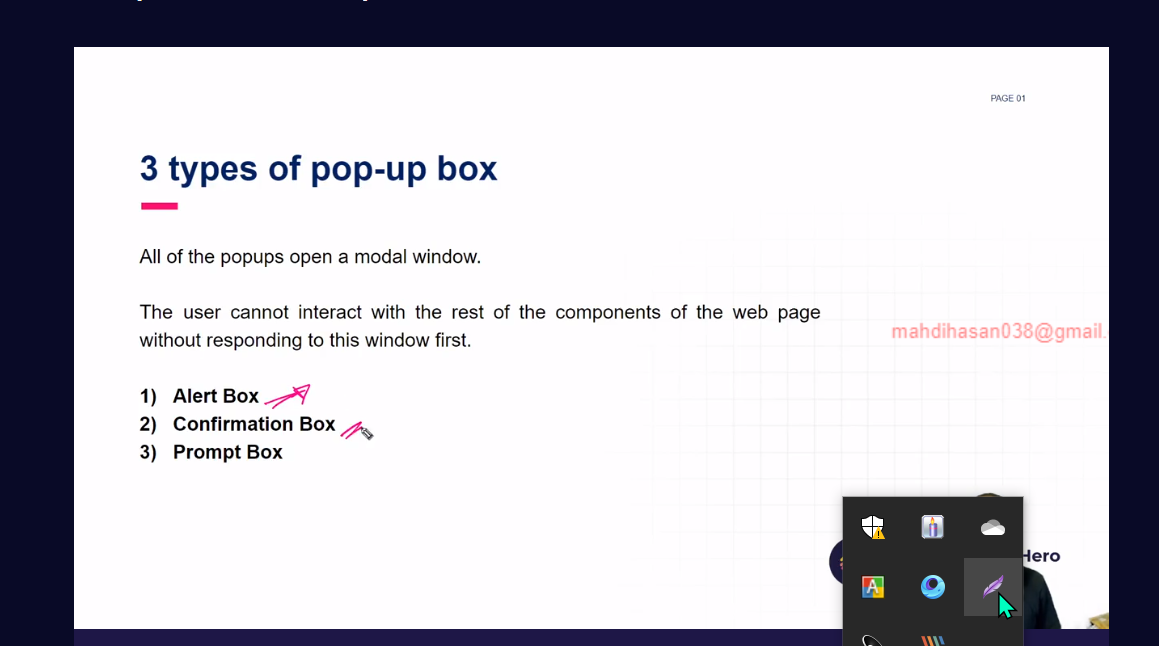 PAGE 01
3 types of pop-up box
All of the popups open a modal window.
The user cannot interact with the rest of the components of the web page
without responding to this window first.
mahdihasan038@gmail.
1) Alert Box
2) Confirmation Box
3) Prompt Box
Hero